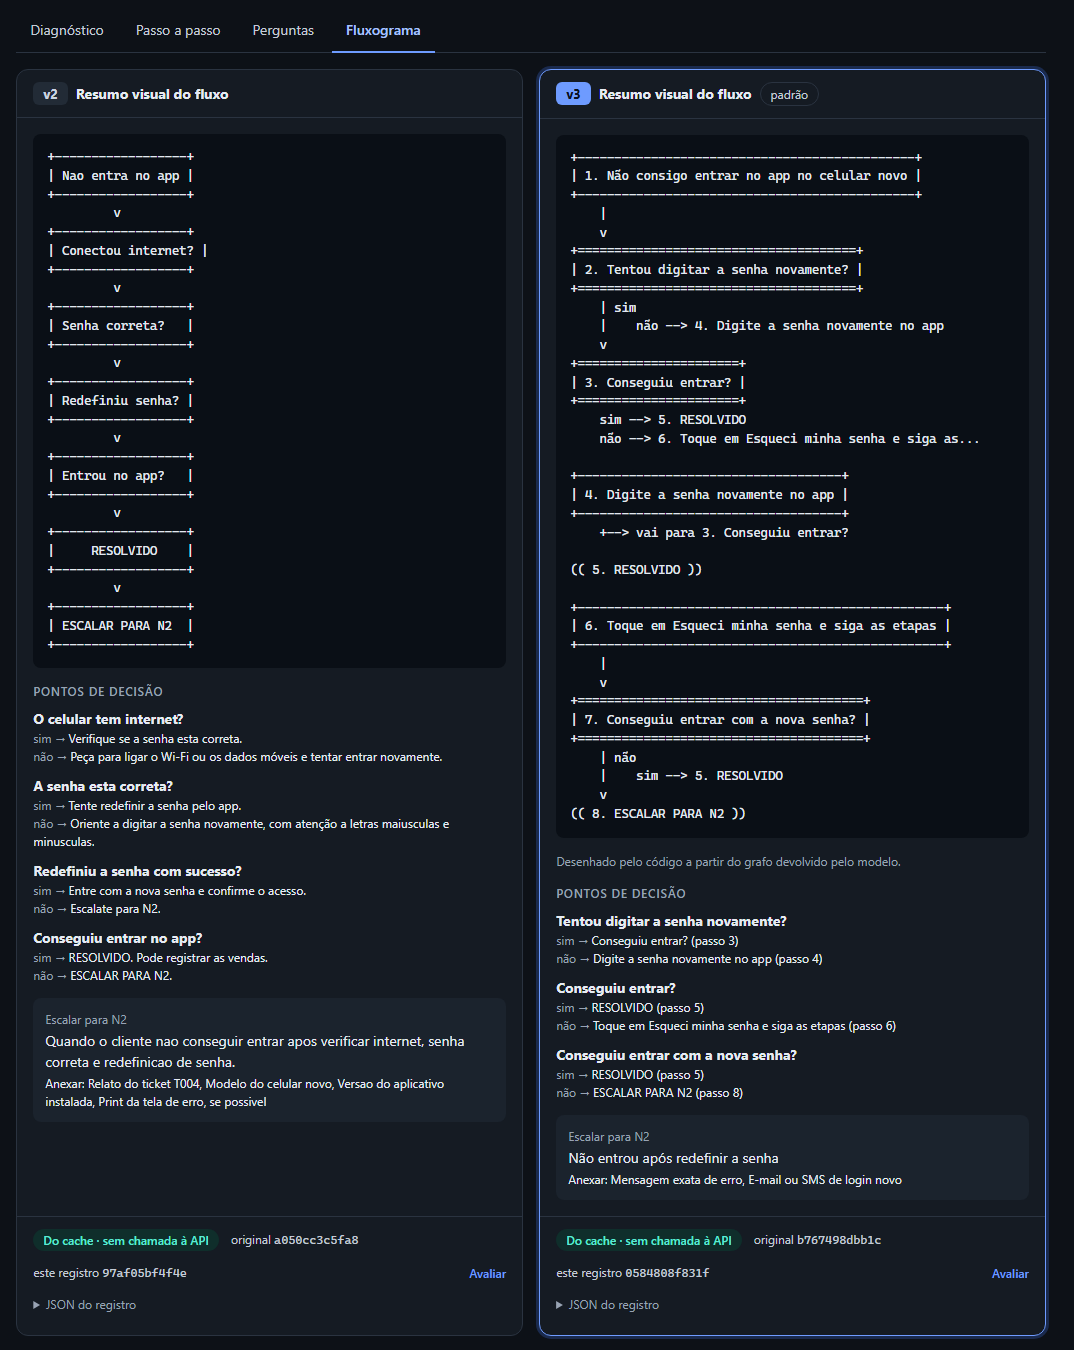 Diagnóstico Passo a passo Perguntas Fluxograma
v2 Resumo visual do fluxo
+-------------------+
| Nao entra no app |
+-------------------+
v
+-------------------+
| Conectou internet? |
+-------------------+
v
+-------------------+
| Senha correta? |
+-------------------+
v
+-------------------+
| Redefiniu senha? |
+-------------------+
v
+-------------------+
| Entrou no app? |
+-------------------+
v
+-------------------+
| RESOLVIDO |
+-------------------+
v
+-------------------+
| ESCALAR PARA N2 |
+-------------------+
PONTOS DE DECISÃO
O celular tem internet?
sim → Verifique se a senha esta correta.
não → Peça para ligar o Wi-Fi ou os dados móveis e tentar entrar novamente.
A senha esta correta?
sim → Tente redefinir a senha pelo app.
não → Oriente a digitar a senha novamente, com atenção a letras maiusculas e
minusculas.
Redefiniu a senha com sucesso?
sim → Entre com a nova senha e confirme o acesso.
não → Escalate para N2.
Conseguiu entrar no app?
sim → RESOLVIDO. Pode registrar as vendas.
não → ESCALAR PARA N2.
Escalar para N2
Quando o cliente nao conseguir entrar apos verificar internet, senha
correta e redefinicao de senha.
Anexar: Relato do ticket T004, Modelo do celular novo, Versao do aplicativo
instalada, Print da tela de erro, se possivel
Do cache · sem chamada à API original a050cc3c5fa8
este registro 97af05bf4f4e Avaliar
▶ JSON do registro
v3 Resumo visual do fluxo padrão
+----------------------------------------------+
| 1. Não consigo entrar no app no celular novo |
+----------------------------------------------+
|
v
+======================================+
| 2. Tentou digitar a senha novamente? |
+======================================+
| sim
| não --> 4. Digite a senha novamente no app
v
+======================+
| 3. Conseguiu entrar? |
+======================+
sim --> 5. RESOLVIDO
não --> 6. Toque em Esqueci minha senha e siga as...
+------------------------------------+
| 4. Digite a senha novamente no app |
+------------------------------------+
+--> vai para 3. Conseguiu entrar?
(( 5. RESOLVIDO ))
+--------------------------------------------------+
| 6. Toque em Esqueci minha senha e siga as etapas |
+--------------------------------------------------+
|
v
+=======================================+
| 7. Conseguiu entrar com a nova senha? |
+=======================================+
| não
| sim --> 5. RESOLVIDO
v
(( 8. ESCALAR PARA N2 ))
Desenhado pelo código a partir do grafo devolvido pelo modelo.
PONTOS DE DECISÃO
Tentou digitar a senha novamente?
sim → Conseguiu entrar? (passo 3)
não → Digite a senha novamente no app (passo 4)
Conseguiu entrar?
sim → RESOLVIDO (passo 5)
não → Toque em Esqueci minha senha e siga as etapas (passo 6)
Conseguiu entrar com a nova senha?
sim → RESOLVIDO (passo 5)
não → ESCALAR PARA N2 (passo 8)
Escalar para N2
Não entrou após redefinir a senha
Anexar: Mensagem exata de erro, E-mail ou SMS de login novo
Do cache · sem chamada à API original b767498dbb1c
este registro 0584808f831f Avaliar
▶ JSON do registro